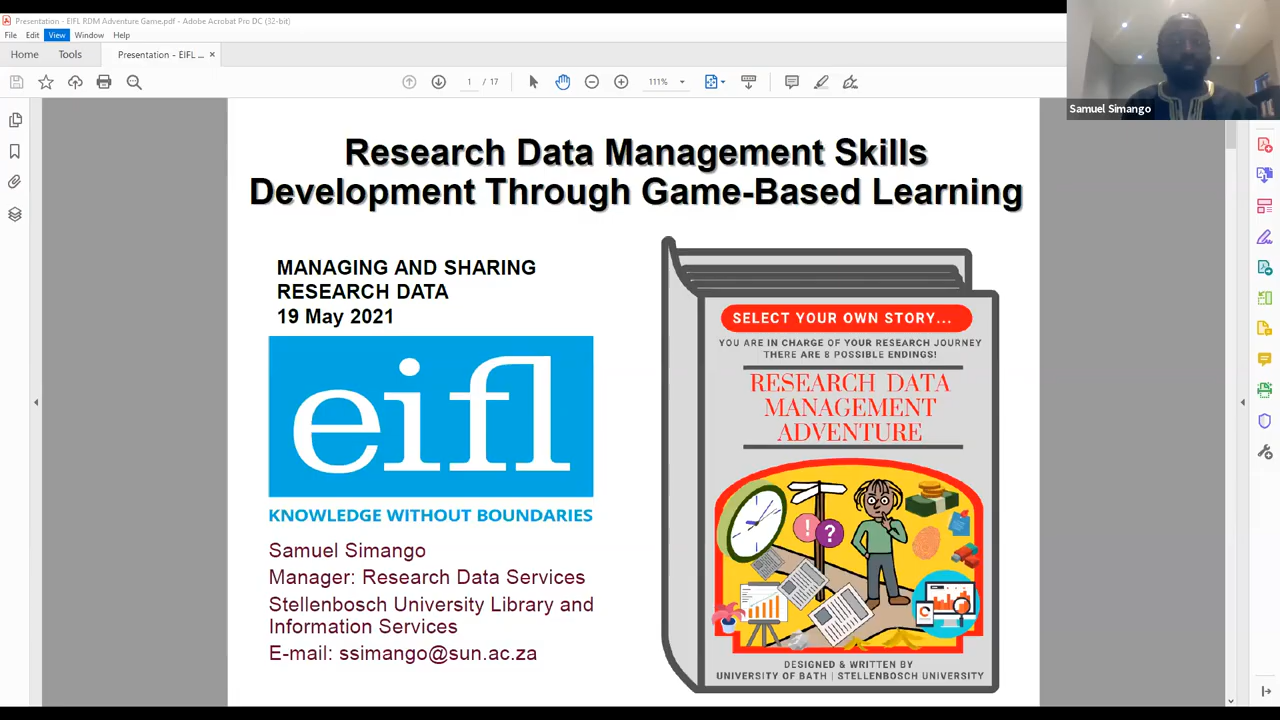 Presentation - EIFL RDM Adventure Game.pdf - Adobe Acrobat Pro DC (32-bit)
File Edit View Window Help
Home Tools Presentation - EIFL ... ×
1 / 17 111%
Samuel Simango
Research Data Management Skills
Development Through Game-Based Learning
MANAGING AND SHARING
RESEARCH DATA
19 May 2021
eifl
KNOWLEDGE WITHOUT BOUNDARIES
Samuel Simango
Manager: Research Data Services
Stellenbosch University Library and
Information Services
E-mail: ssimango@sun.ac.za
SELECT YOUR OWN STORY...
YOU ARE IN CHARGE OF YOUR RESEARCH JOURNEY
THERE ARE 8 POSSIBLE ENDINGS!
RESEARCH DATA
MANAGEMENT
ADVENTURE
! ?
DESIGNED & WRITTEN BY
UNIVERSITY OF BATH | STELLENBOSCH UNIVERSITY